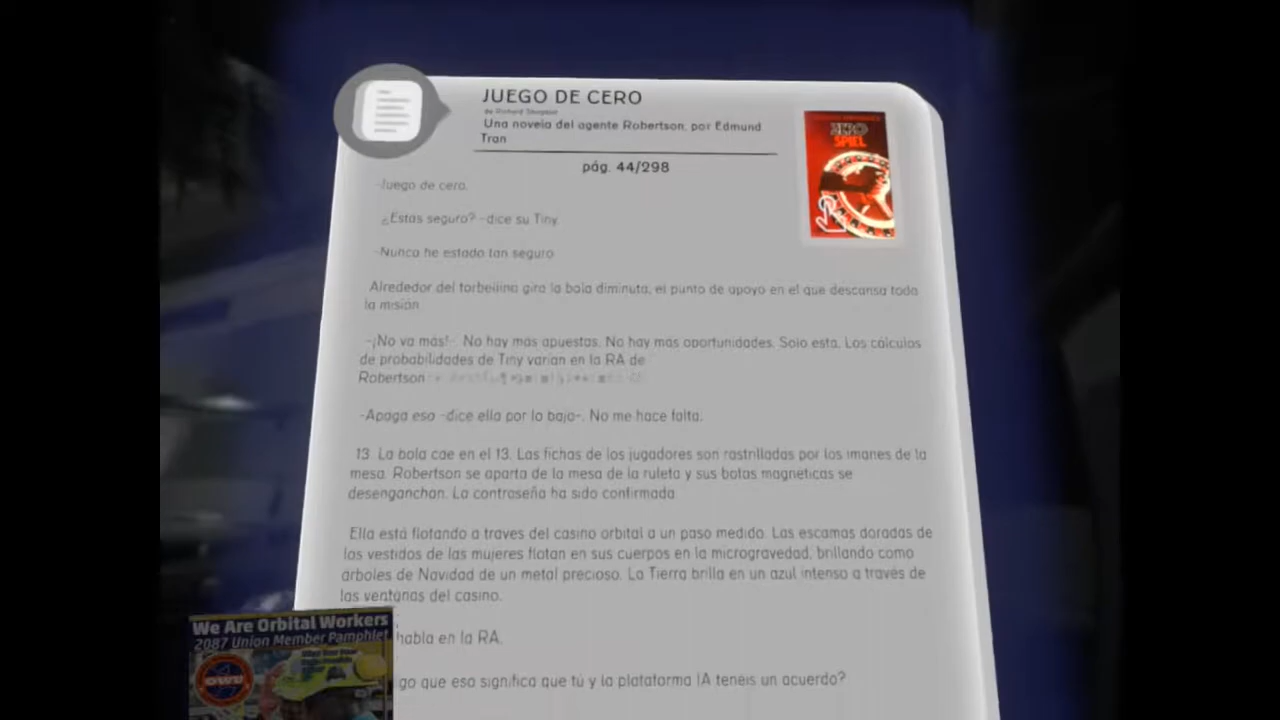 JUEGO DE CERO
Una novela del agente Robertson, por Edmund
Tran
pág. 44/298
-Juego de cero.
¿Estás seguro? -dice su Tiny
-Nunca he estado tan seguro
Alrededor del torbellino gira la bola diminuta, el punto de apoyo en el que descansa toda
la misión
-¡No va más!-. No hay más apuestas. No hay más oportunidades. Solo esta. Los cálculos
de probabilidades de Tiny varían en la RA de
Robertson
-Apaga eso -dice ella por lo bajo-. No me hace falta.
13. La bola cae en el 13. Las fichas de los jugadores son rastrilladas por los imanes de la
mesa. Robertson se aparta de la mesa de la ruleta y sus botas magnéticas se
desenganchan. La contraseña ha sido confirmada
Ella está flotando a través del casino orbital a un paso medido. Las escamas doradas de
los vestidos de las mujeres flotan en sus cuerpos en la microgravedad, brillando como
árboles de Navidad de un metal precioso. La Tierra brilla en un azul intenso a través de
las ventanas del casino.
habla en la RA.
go que eso significa que tú y la plataforma IA tenéis un acuerdo?
ZERO
SPIEL
We Are Orbital Workers
2087 Union Member Pamphlet
OWU